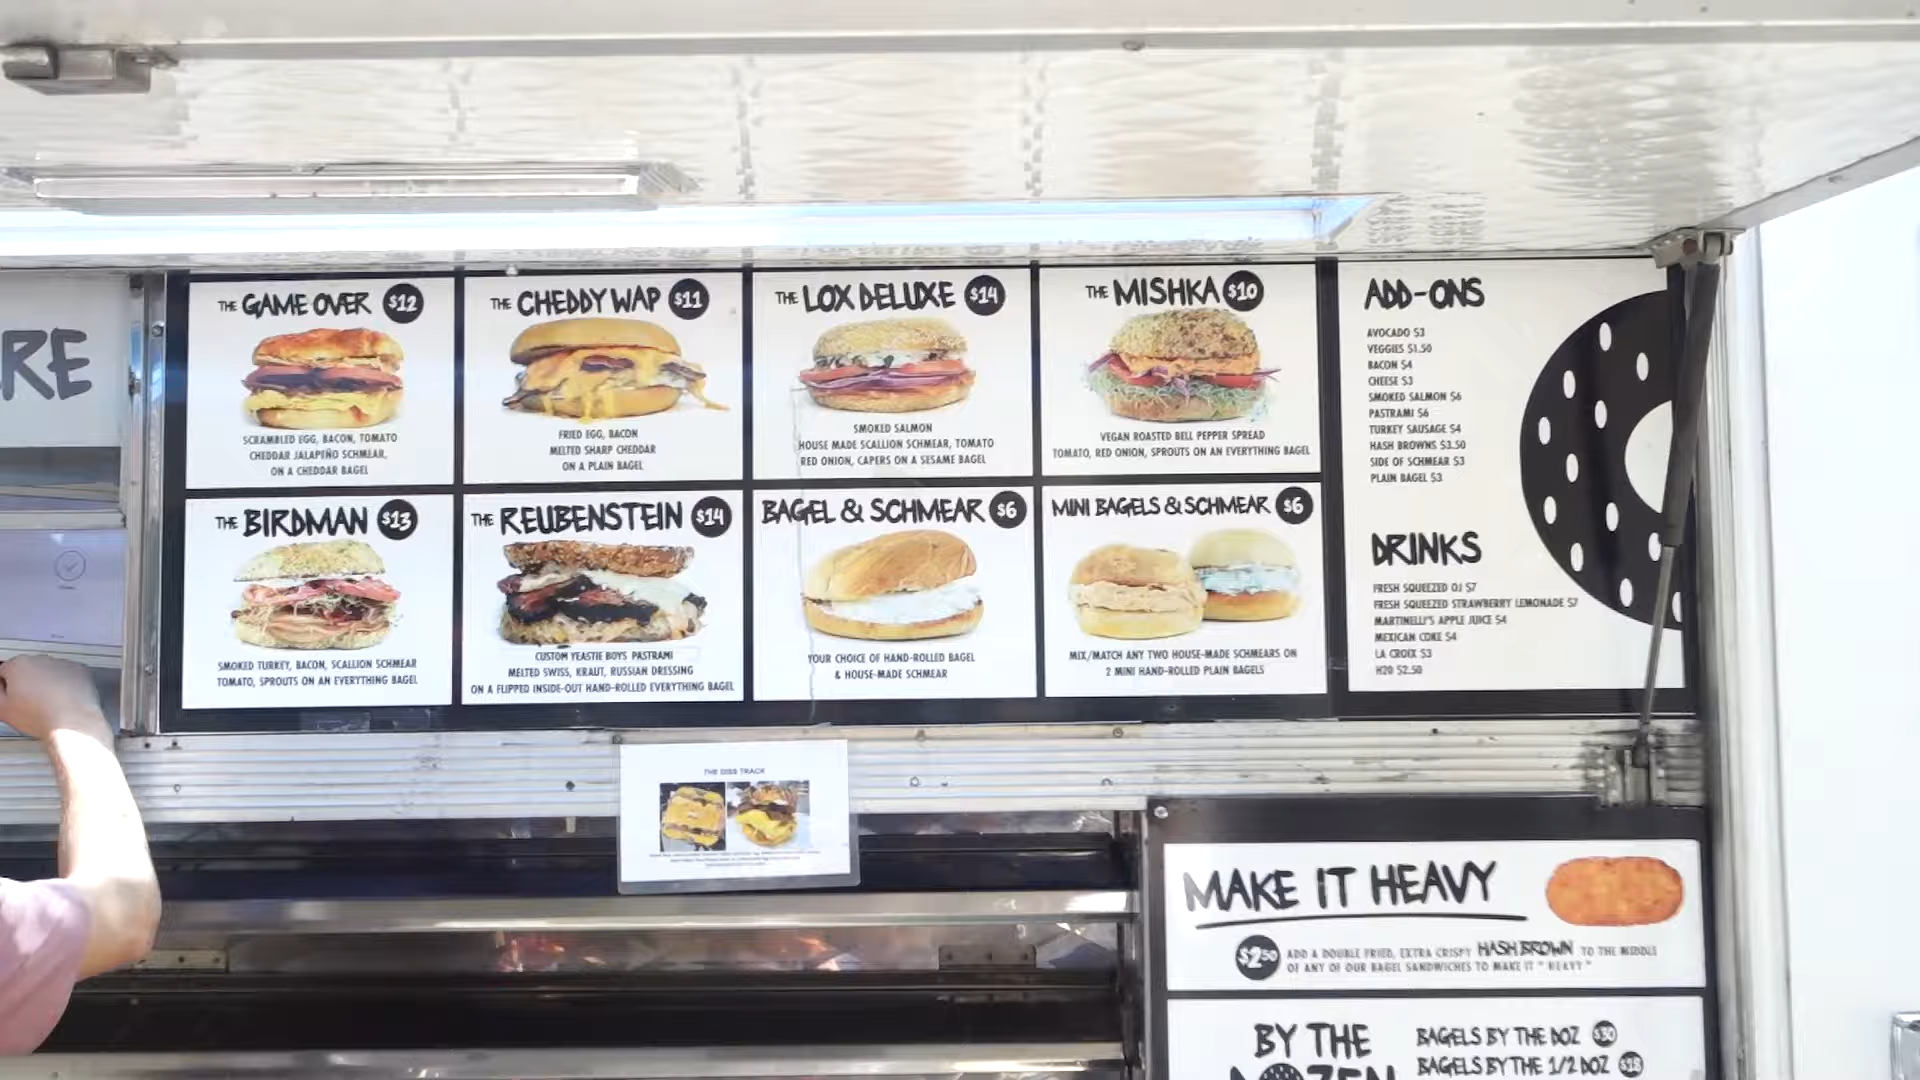 RE
THE GAME OVER $12
SCRAMBLED EGG, BACON, TOMATO
CHEDDAR JALAPEÑO SCHMEAR,
ON A CHEDDAR BAGEL
THE CHEDDY WAP $11
FRIED EGG, BACON
MELTED SHARP CHEDDAR
ON A PLAIN BAGEL
THE LOX DELUXE $14
SMOKED SALMON
HOUSE MADE SCALLION SCHMEAR, TOMATO
RED ONION, CAPERS ON A SESAME BAGEL
THE MISHKA $10
VEGAN ROASTED BELL PEPPER SPREAD
TOMATO, RED ONION, SPROUTS ON AN EVERYTHING BAGEL
THE BIRDMAN $13
SMOKED TURKEY, BACON, SCALLION SCHMEAR
TOMATO, SPROUTS ON AN EVERYTHING BAGEL
THE REUBENSTEIN $14
CUSTOM YEASTIE BOYS PASTRAMI
MELTED SWISS, KRAUT, RUSSIAN DRESSING
ON A FLIPPED INSIDE-OUT HAND-ROLLED EVERYTHING BAGEL
BAGEL & SCHMEAR $6
YOUR CHOICE OF HAND-ROLLED BAGEL
& HOUSE-MADE SCHMEAR
MINI BAGELS & SCHMEAR $6
MIX/MATCH ANY TWO HOUSE-MADE SCHMEARS ON
2 MINI HAND-ROLLED PLAIN BAGELS
ADD-ONS
AVOCADO $3
VEGGIES $1.50
BACON $4
CHEESE $3
SMOKED SALMON $6
PASTRAMI $6
TURKEY SAUSAGE $4
HASH BROWNS $3.50
SIDE OF SCHMEAR $3
PLAIN BAGEL $3
DRINKS
FRESH SQUEEZED OJ $7
FRESH SQUEEZED STRAWBERRY LEMONADE $7
MARTINELLI'S APPLE JUICE $4
MEXICAN COKE $4
LA CROIX $3
H20 $2.50
THE DISS TRACK
MAKE IT HEAVY
$2.50 ADD A DOUBLE FRIED, EXTRA CRISPY HASH BROWN TO THE MIDDLE
OF ANY OF OUR BAGEL SANDWICHES TO MAKE IT "HEAVY"
BY THE
DOZEN
BAGELS BY THE DOZ $30
BAGELS BY THE 1/2 DOZ $18